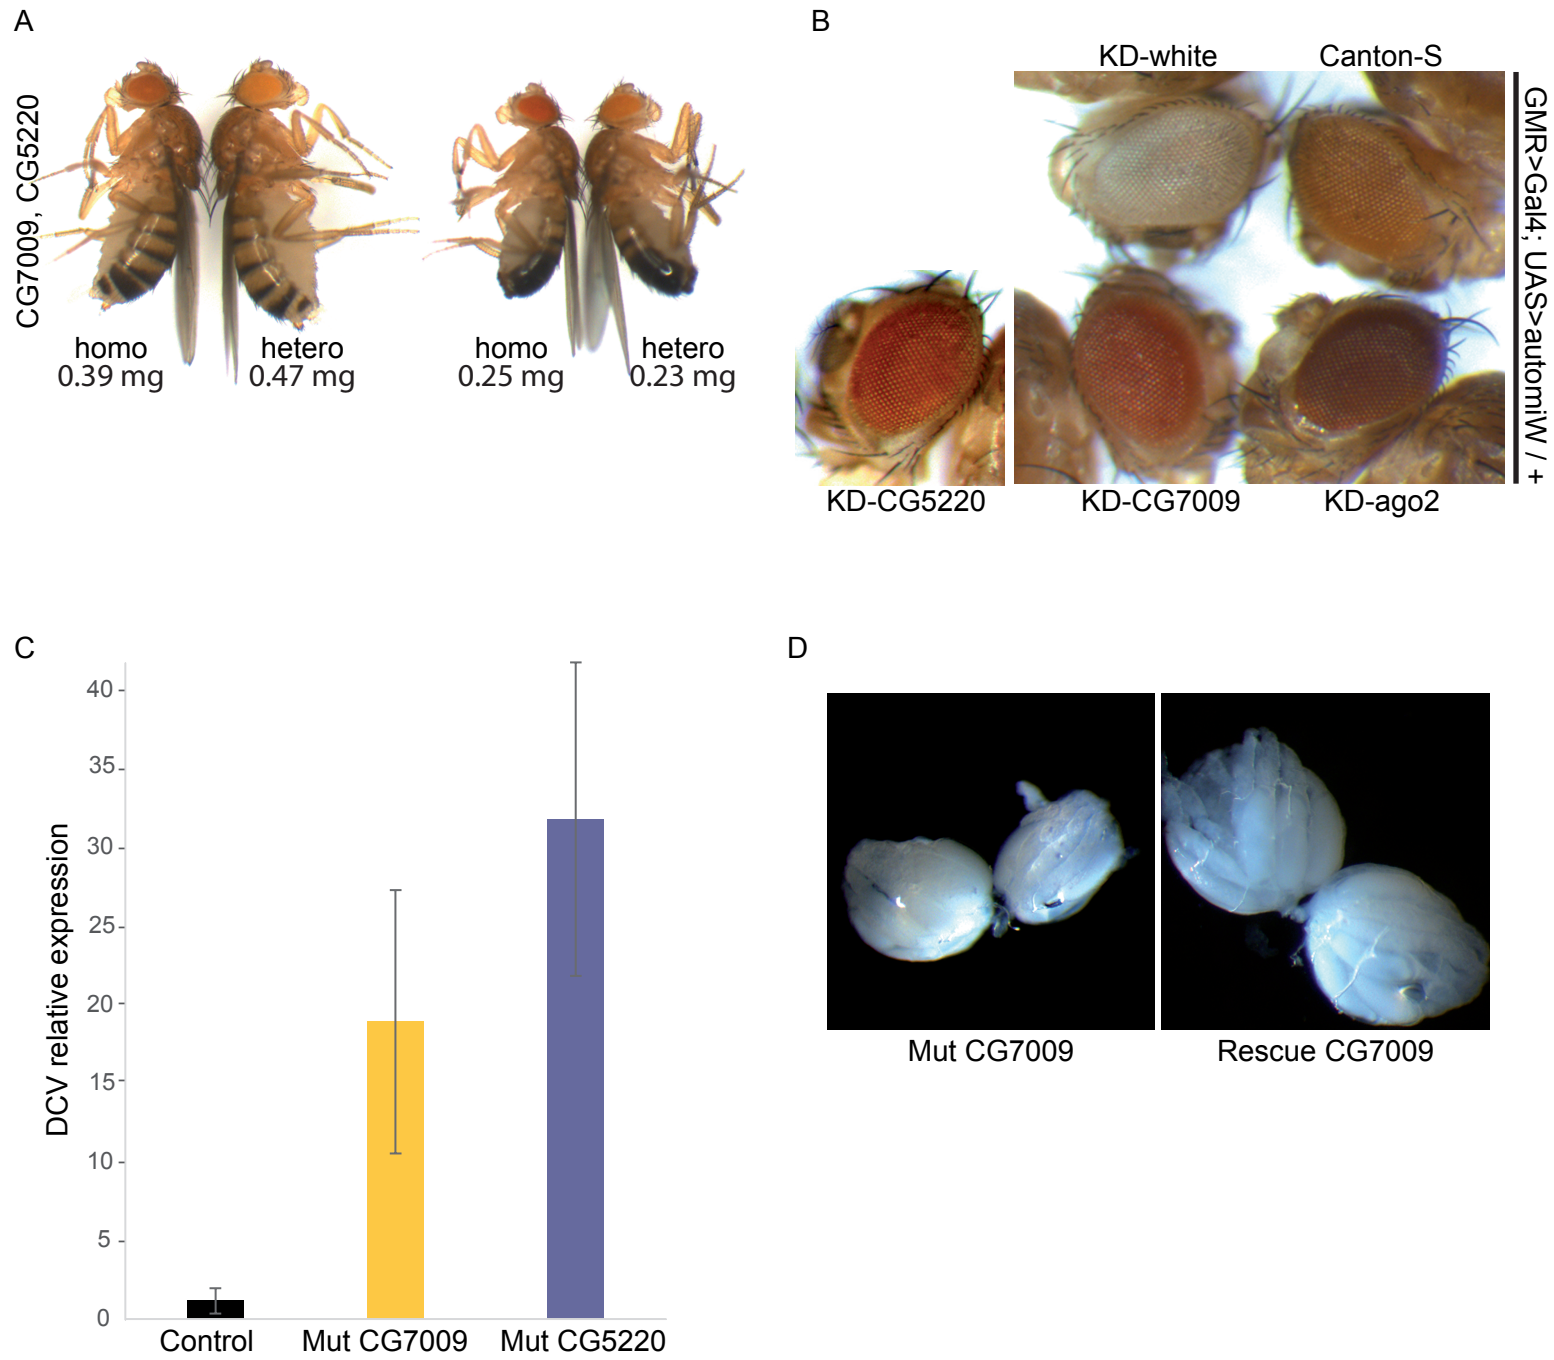 A
CG7009, CG5220
homo
0.39 mg
hetero
0.47 mg
homo
0.25 mg
hetero
0.23 mg
B
KD-white
Canton-S
KD-CG5220
KD-CG7009
KD-ago2
GMR>Gal4; UAS>automiW / +
C
DCV relative expression
40
35
30
25
20
15
10
5
0
Control
Mut CG7009
Mut CG5220
D
Mut CG7009
Rescue CG7009